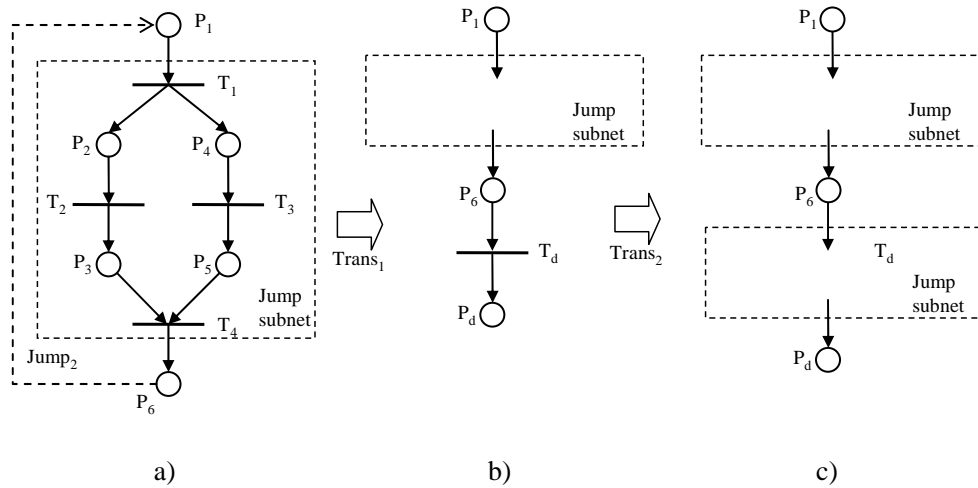 P1
T1
P2
P4
T2
T3
P3
P5
Jump
subnet
T4
Jump2
P6
a)
Trans1
P1
Jump
subnet
P6
Td
Pd
b)
Trans2
P1
Jump
subnet
P6
Td
Jump
subnet
Pd
c)